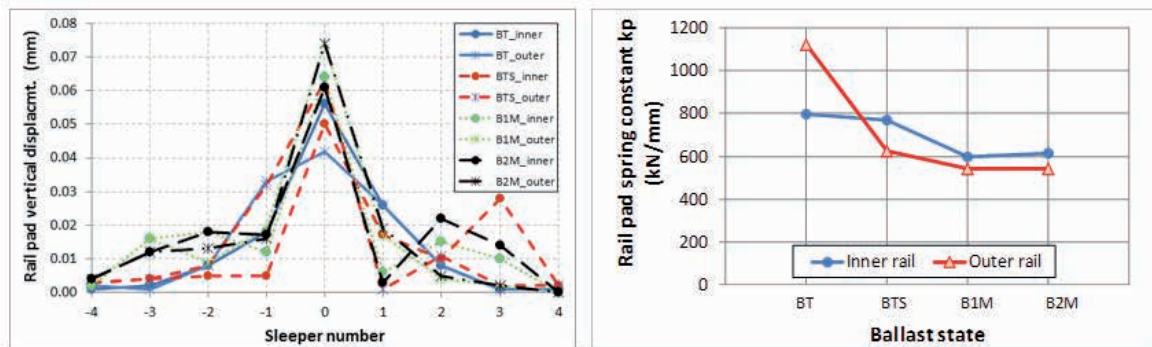 Rail pad vertical displacmt. (mm)
0.08
0.07
0.06
0.05
0.04
0.03
0.02
0.01
0.00
-4
-3
-2
-1
0
1
2
3
4
Sleeper number
BT_inner
BT_outer
BTS_inner
BTS_outer
B1M_inner
B1M_outer
B2M_inner
B2M_outer
Rail pad spring constant kp
(kN/mm)
1200
1000
800
600
400
200
0
Inner rail
Outer rail
BT
BTS
B1M
B2M
Ballast state